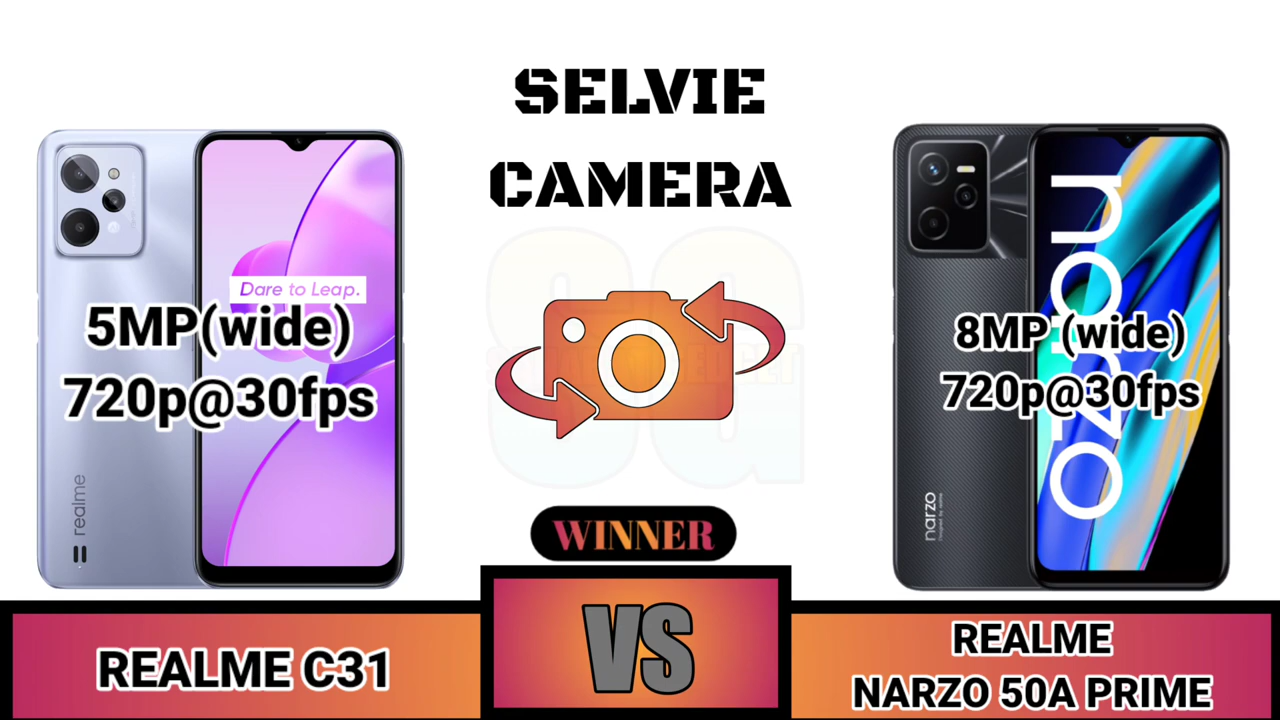 SELVIE
CAMERA
Dare to Leap.
5MP(wide)
720p@30fps
realme
narzo
8MP (wide)
720p@30fps
narzo
WINNER
VS
REALME C31
REALME
NARZO 50A PRIME